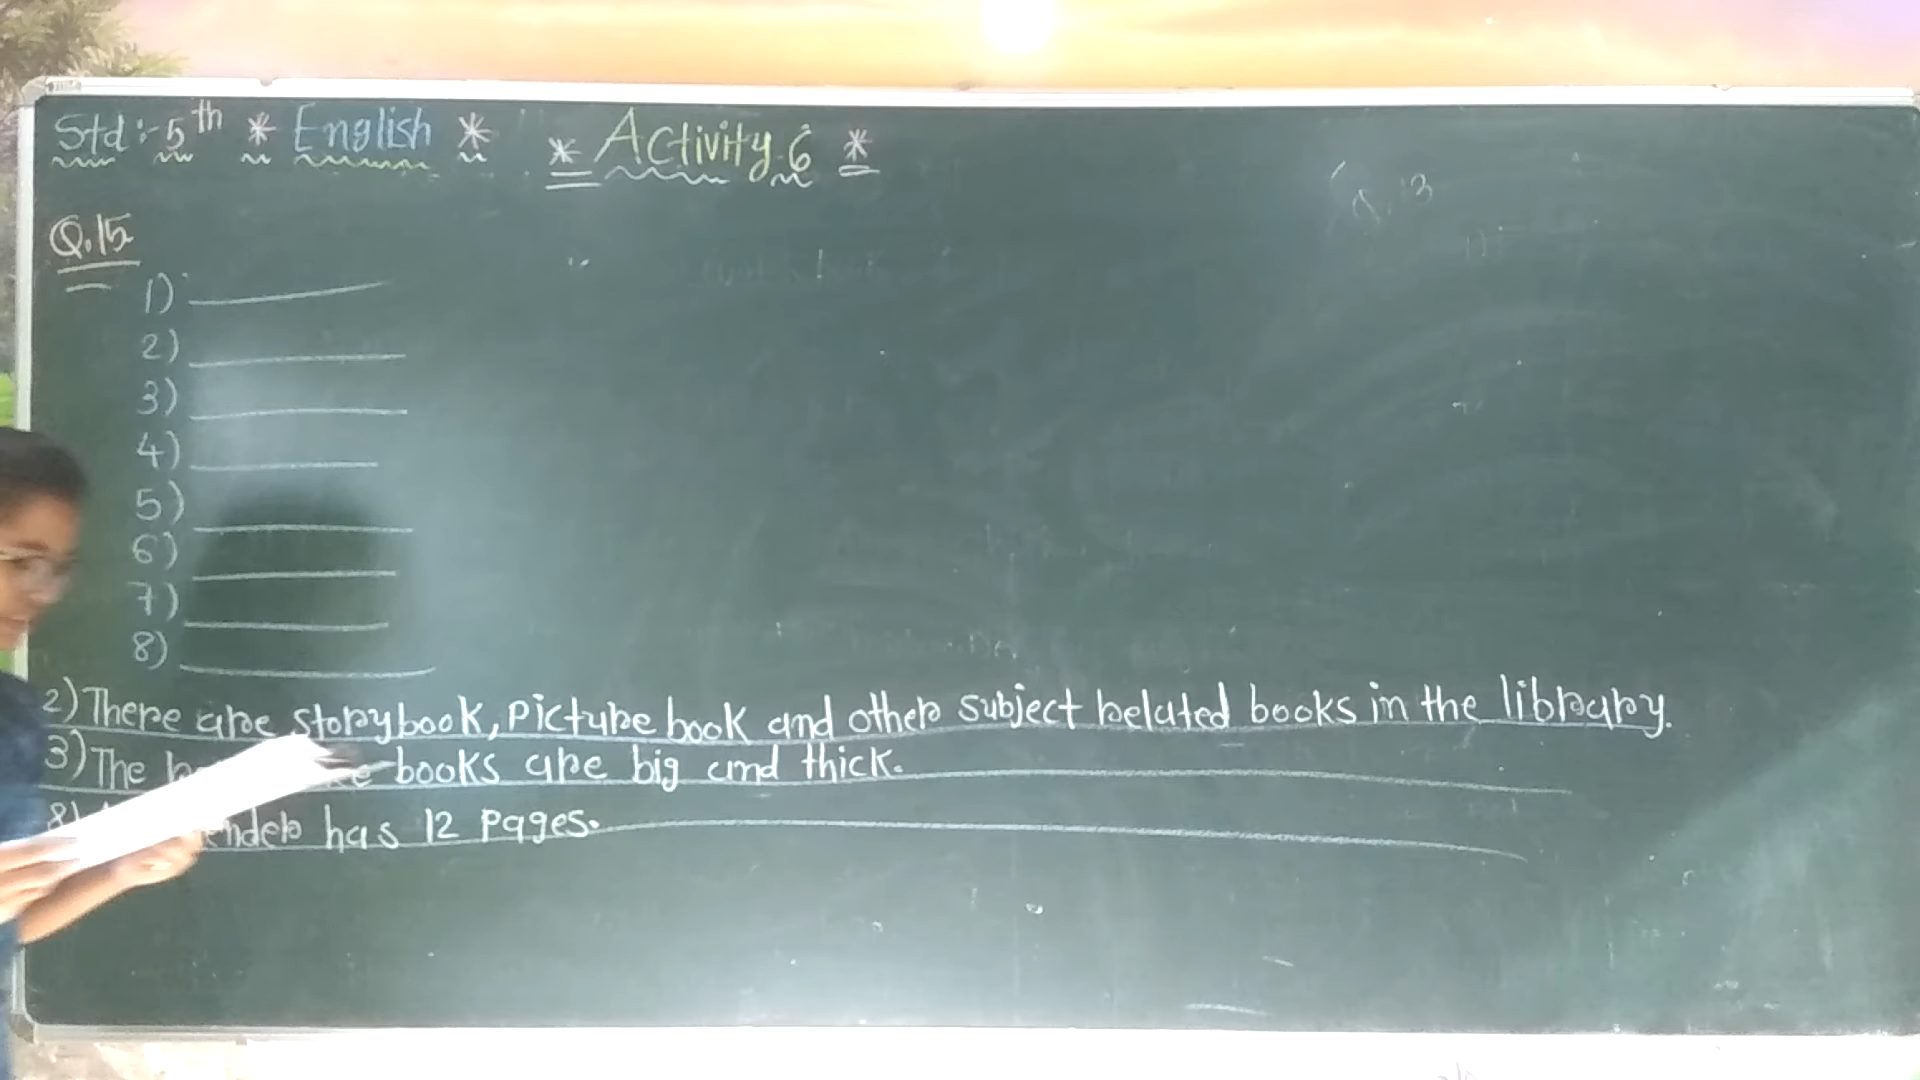 Std:- 5th * English * * Activity.6 *
Q.15
1)
2)
3)
4)
5)
6)
7)
8)
2) There are storybook, picture book and other subject related books in the library.
3) The books are big and thick.
8) has 12 pages.